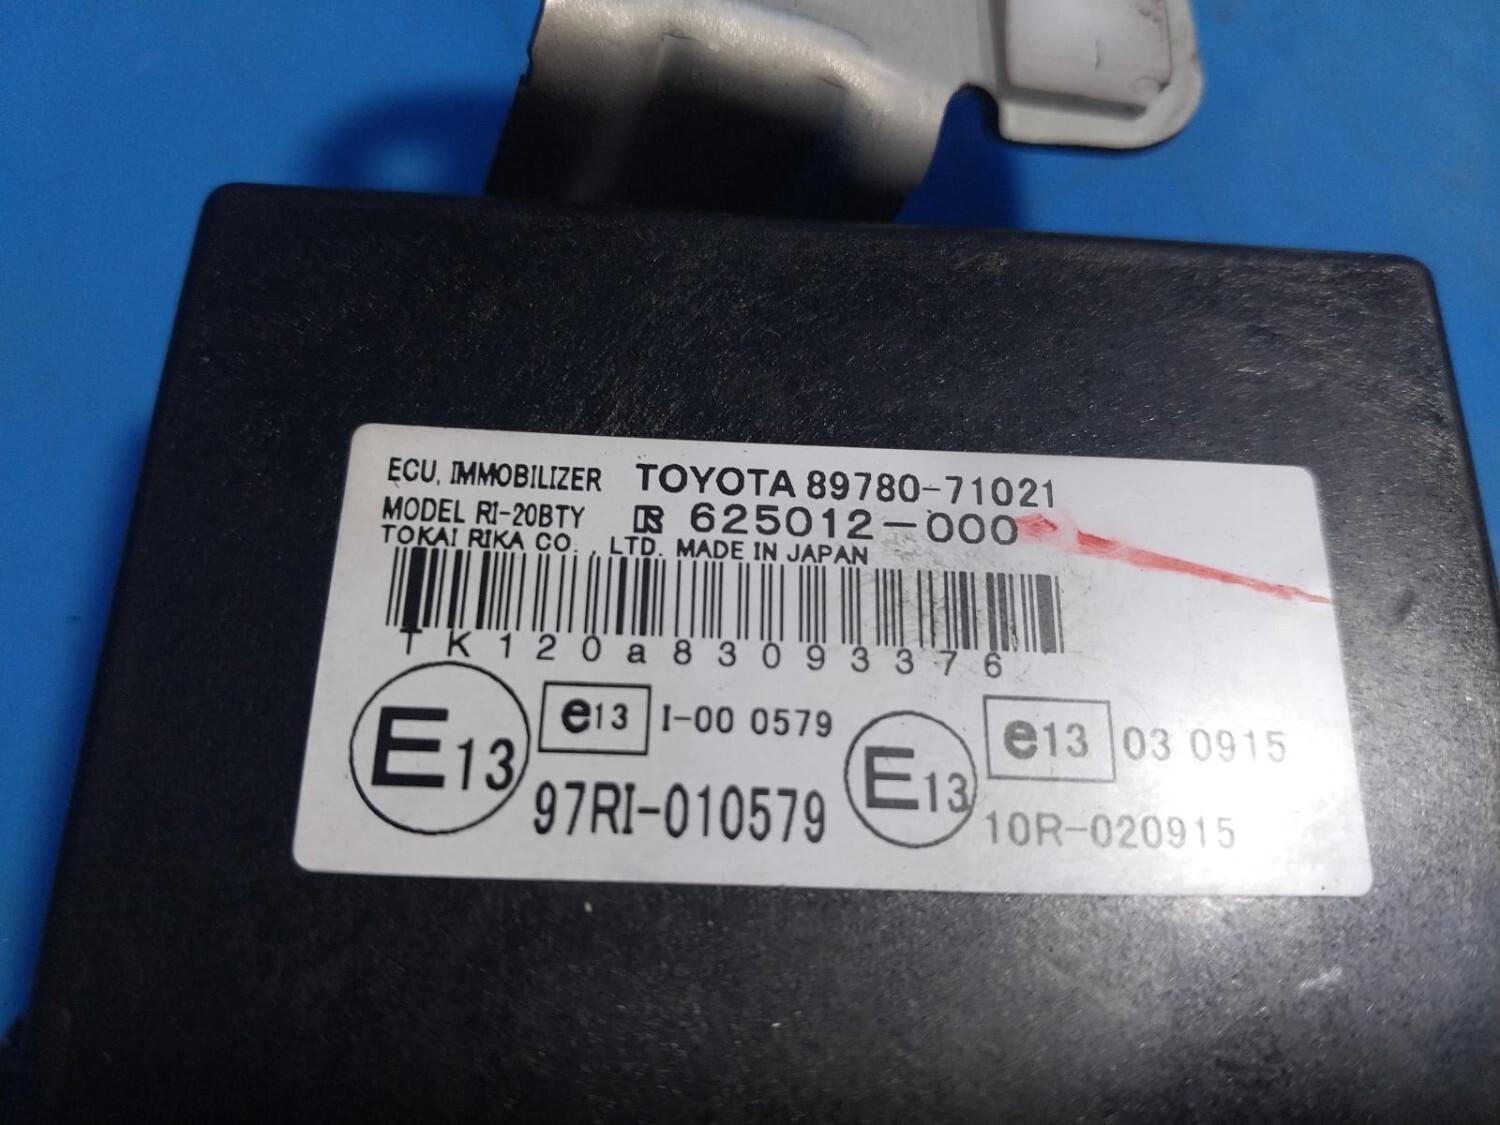 ECU, IMMOBILIZER TOYOTA 89780-71021
MODEL RI-20BTY 625012-000
TOKAI RIKA CO., LTD. MADE IN JAPAN
TK120a83093376
E13 e13 I-00 0579
97RI-010579
E13 e13 03 0915
10R-020915